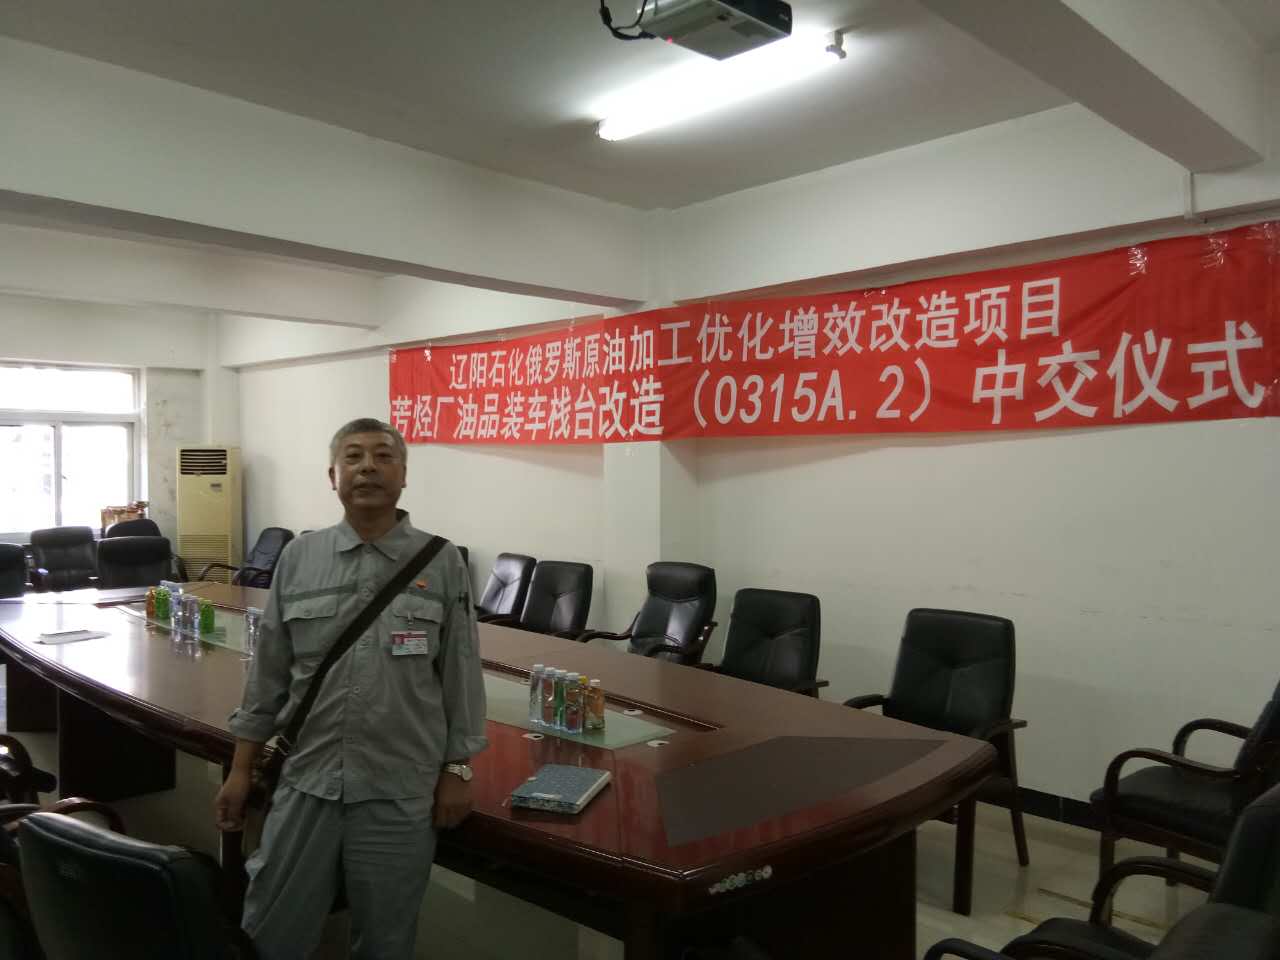 辽阳石化俄罗斯原油加工优化增效改造项目
芳烃厂油品装车栈台改造（0315A.2）中交仪式